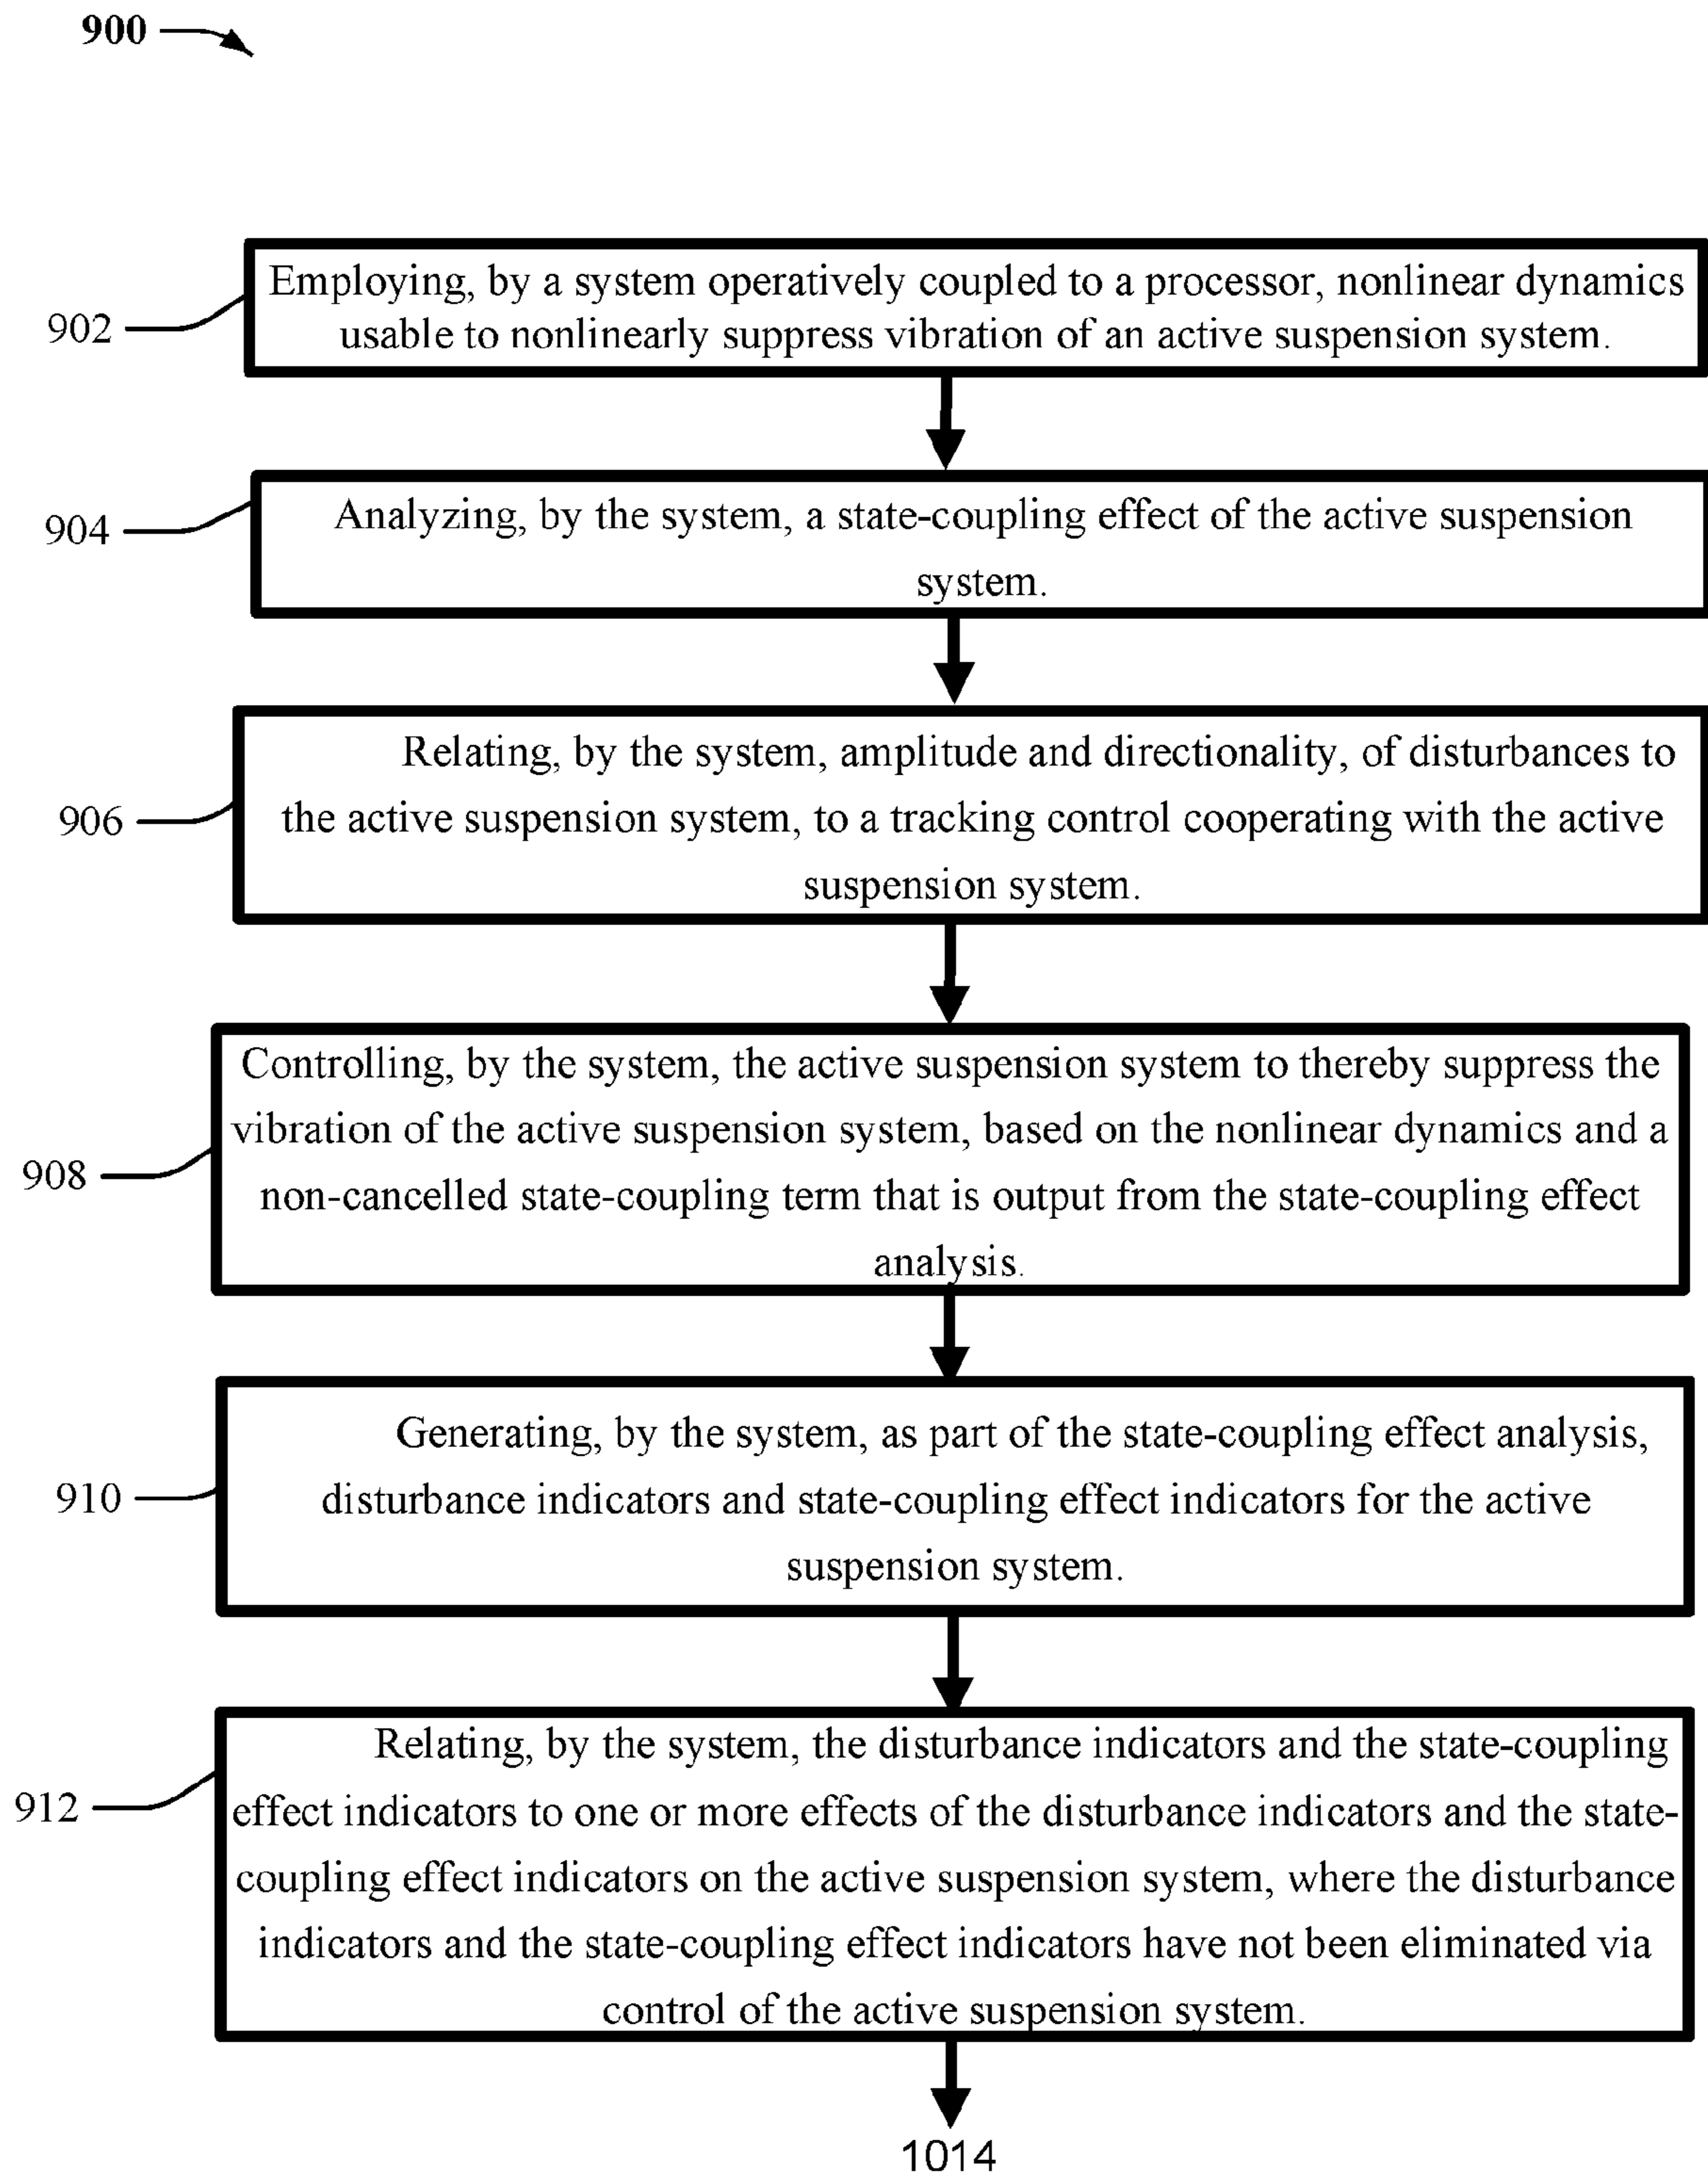 900
Employing, by a system operatively coupled to a processor, nonlinear dynamics
902
usable to nonlinearly suppress vibration of an active suspension system.
Analyzing, by the system, a state-coupling effect of the active suspension
904
system.
Relating, by the system, amplitude and directionality, of disturbances to
906
the active suspension system, to a tracking control cooperating with the active
suspension system.
Controlling, by the system, the active suspension system to thereby suppress the
vibration of the active suspension system, based on the nonlinear dynamics and a
908
non-cancelled state-coupling term that is output from the state-coupling effect
analysis.
Generating, by the system, as part of the state-coupling effect analysis,
910
disturbance indicators and state-coupling effect indicators for the active
suspension system.
Relating, by the system, the disturbance indicators and the state-coupling
912
effect indicators to one or more effects of the disturbance indicators and the state-
coupling effect indicators on the active suspension system, where the disturbance
indicators and the state-coupling effect indicators have not been eliminated via
control of the active suspension system.
1014